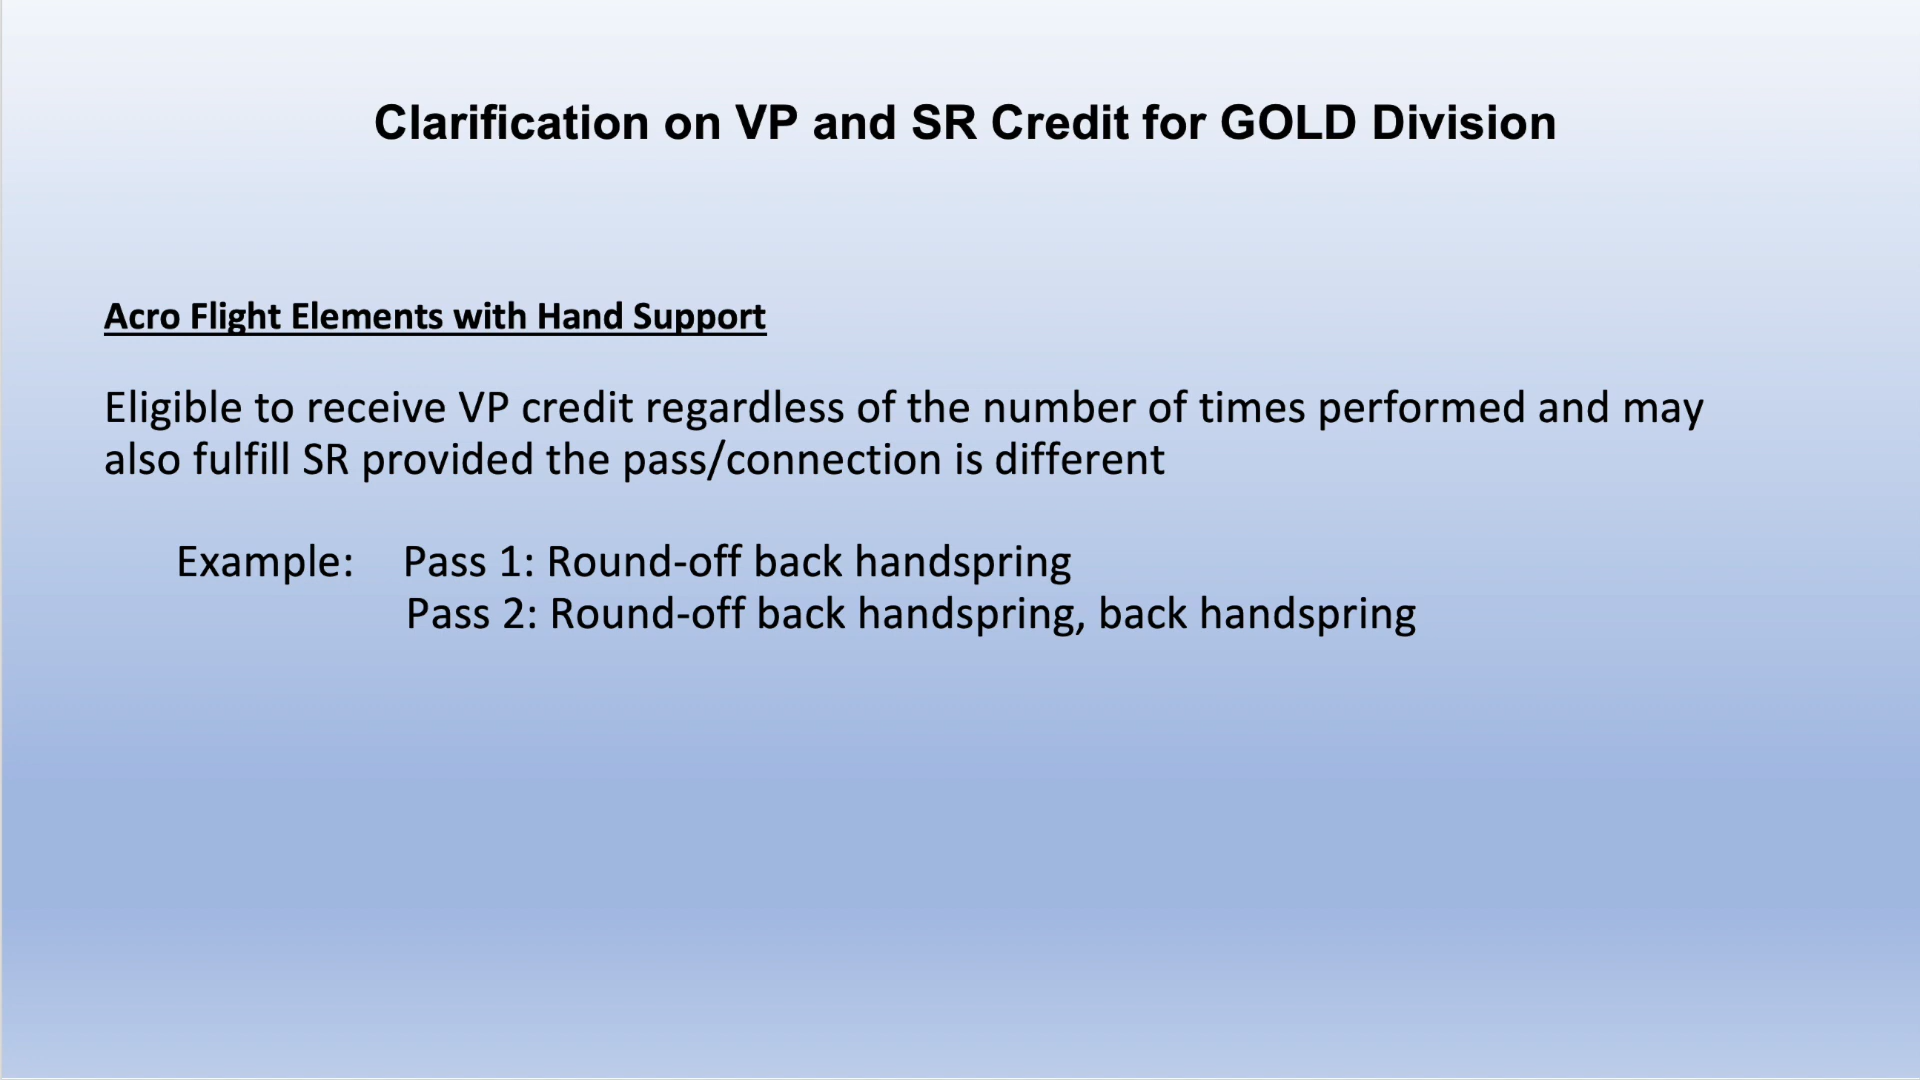 Clarification on VP and SR Credit for GOLD Division
Acro Flight Elements with Hand Support
Eligible to receive VP credit regardless of the number of times performed and may
also fulfill SR provided the pass/connection is different
Example: Pass 1: Round-off back handspring
Pass 2: Round-off back handspring, back handspring